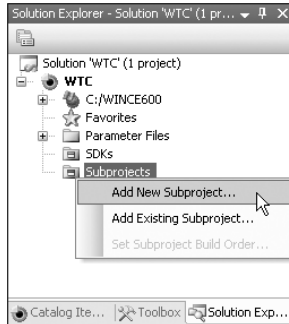 Solution Explorer - Solution 'WTC' (1 pr...
Solution 'WTC' (1 project)
WTC
C:/WINCE600
Favorites
Parameter Files
SDKs
Subprojects
Add New Subproject...
Add Existing Subproject...
Set Subproject Build Order...
Catalog Ite... Toolbox Solution Exp...